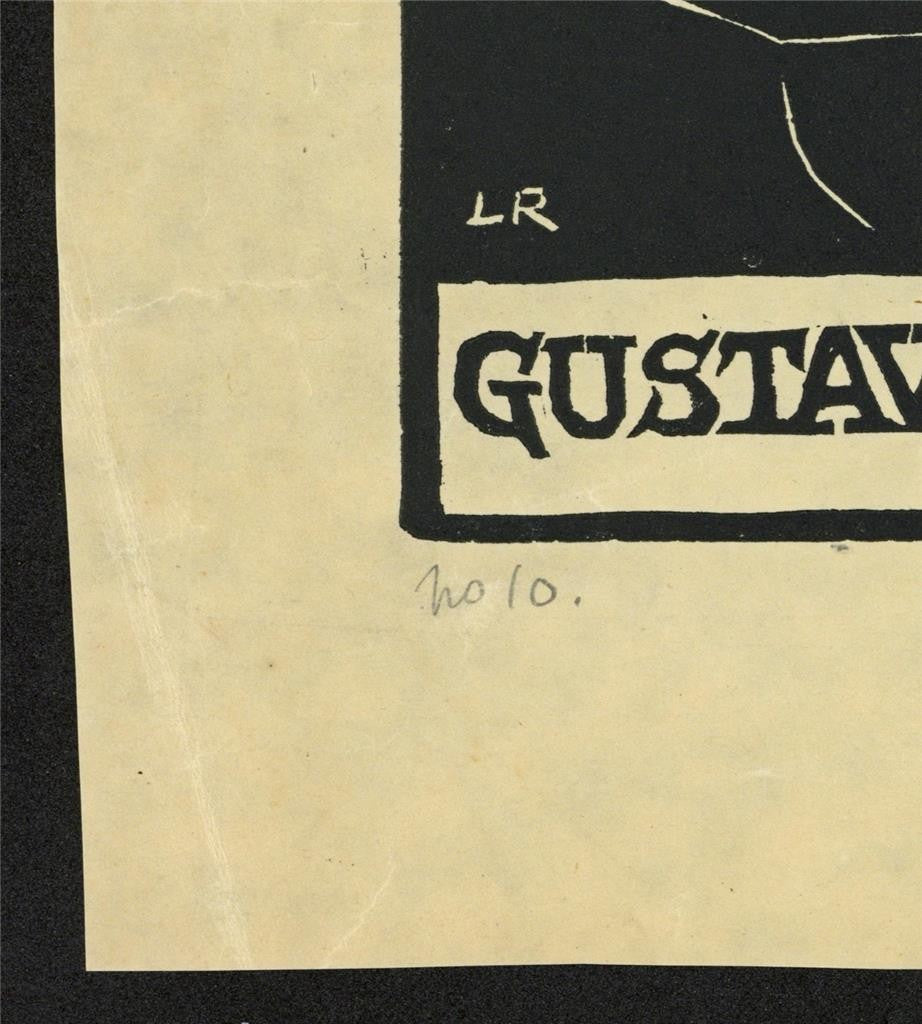 LR
GUSTAV
no 10.